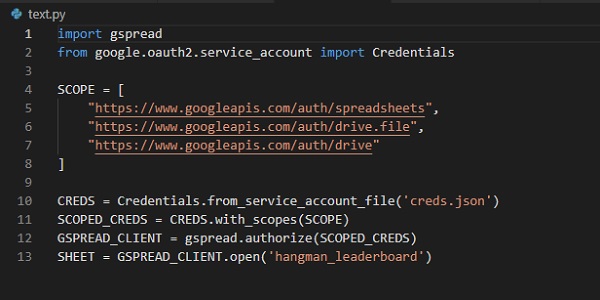 text.py
1 import gspread
2 from google.oauth2.service_account import Credentials
3
4 SCOPE = [
5     "https://www.googleapis.com/auth/spreadsheets",
6     "https://www.googleapis.com/auth/drive.file",
7     "https://www.googleapis.com/auth/drive"
8 ]
9
10 CREDS = Credentials.from_service_account_file('creds.json')
11 SCOPED_CREDS = CREDS.with_scopes(SCOPE)
12 GSPREAD_CLIENT = gspread.authorize(SCOPED_CREDS)
13 SHEET = GSPREAD_CLIENT.open('hangman_leaderboard')